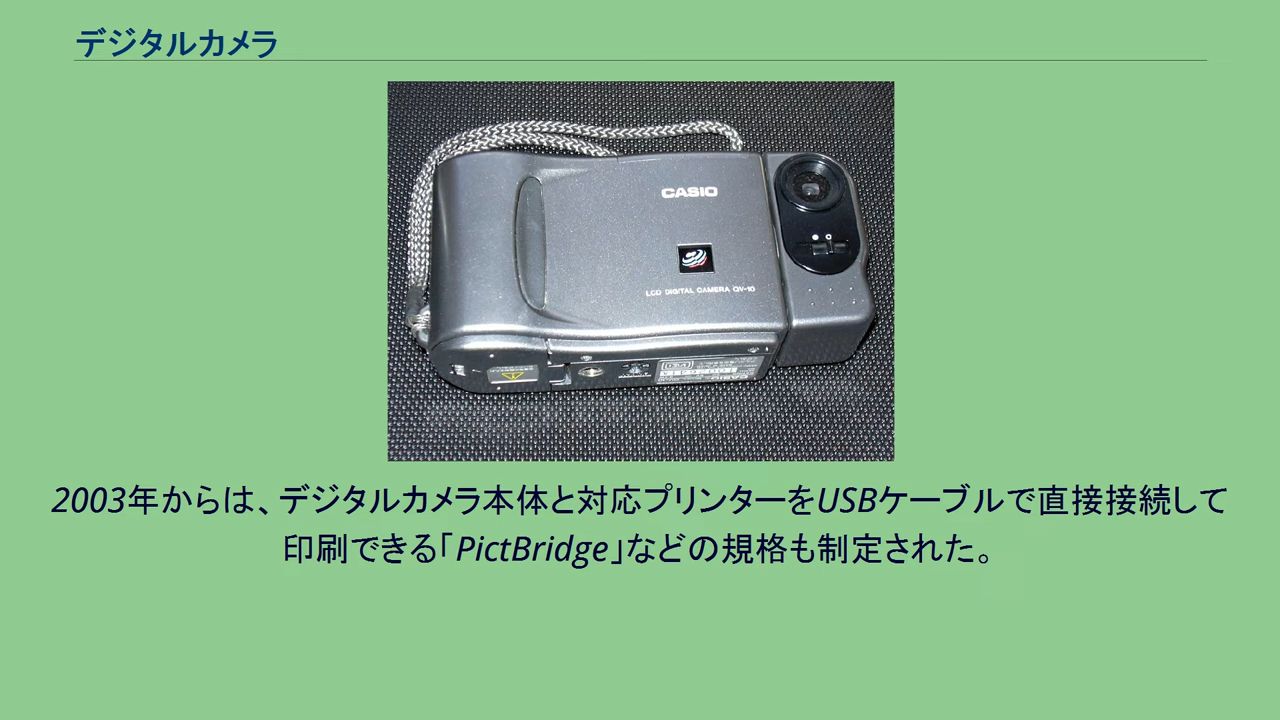 デジタルカメラ
CASIO
LCD DIGITAL CAMERA QV-10
2003年からは、デジタルカメラ本体と対応プリンターをUSBケーブルで直接接続して
印刷できる「PictBridge」などの規格も制定された。